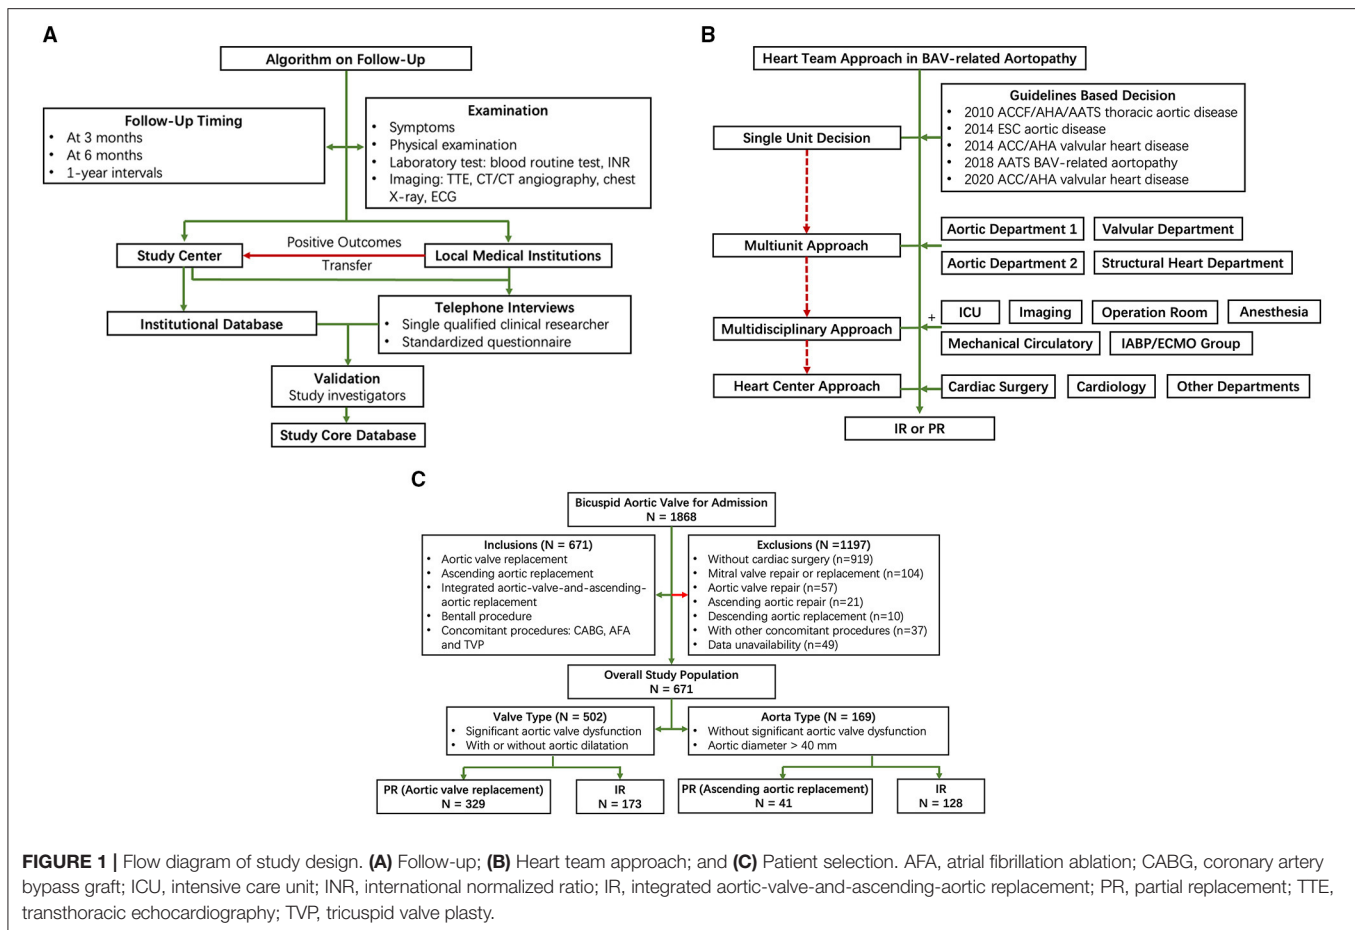 A
Algorithm on Follow-Up
Follow-Up Timing
• At 3 months
• At 6 months
• 1-year intervals
Examination
• Symptoms
• Physical examination
• Laboratory test: blood routine test, INR
• Imaging: TTE, CT/CT angiography, chest
X-ray, ECG
Study Center
Positive Outcomes
Transfer
Local Medical Institutions
Institutional Database
Telephone Interviews
• Single qualified clinical researcher
• Standardized questionnaire
Validation
Study investigators
Study Core Database
B
Heart Team Approach in BAV-related Aortopathy
Single Unit Decision
Guidelines Based Decision
• 2010 ACCF/AHA/AATS thoracic aortic disease
• 2014 ESC aortic disease
• 2014 ACC/AHA valvular heart disease
• 2018 AATS BAV-related aortopathy
• 2020 ACC/AHA valvular heart disease
Multiunit Approach
Aortic Department 1
Valvular Department
Aortic Department 2
Structural Heart Department
Multidisciplinary Approach
+
ICU
Imaging
Operation Room
Anesthesia
Mechanical Circulatory
IABP/ECMO Group
Heart Center Approach
Cardiac Surgery
Cardiology
Other Departments
IR or PR
C
Bicuspid Aortic Valve for Admission
N = 1868
Inclusions (N = 671)
• Aortic valve replacement
• Ascending aortic replacement
• Integrated aortic-valve-and-ascending-
aortic replacement
• Bentall procedure
• Concomitant procedures: CABG, AFA
and TVP
Exclusions (N =1197)
• Without cardiac surgery (n=919)
• Mitral valve repair or replacement (n=104)
• Aortic valve repair (n=57)
• Ascending aortic repair (n=21)
• Descending aortic replacement (n=10)
• With other concomitant procedures (n=37)
• Data unavailability (n=49)
Overall Study Population
N = 671
Valve Type (N = 502)
• Significant aortic valve dysfunction
• With or without aortic dilatation
Aorta Type (N = 169)
• Without significant aortic valve dysfunction
• Aortic diameter > 40 mm
PR (Aortic valve replacement)
N = 329
IR
N = 173
PR (Ascending aortic replacement)
N = 41
IR
N = 128
FIGURE 1 | Flow diagram of study design. (A) Follow-up; (B) Heart team approach; and (C) Patient selection. AFA, atrial fibrillation ablation; CABG, coronary artery
bypass graft; ICU, intensive care unit; INR, international normalized ratio; IR, integrated aortic-valve-and-ascending-aortic replacement; PR, partial replacement; TTE,
transthoracic echocardiography; TVP, tricuspid valve plasty.